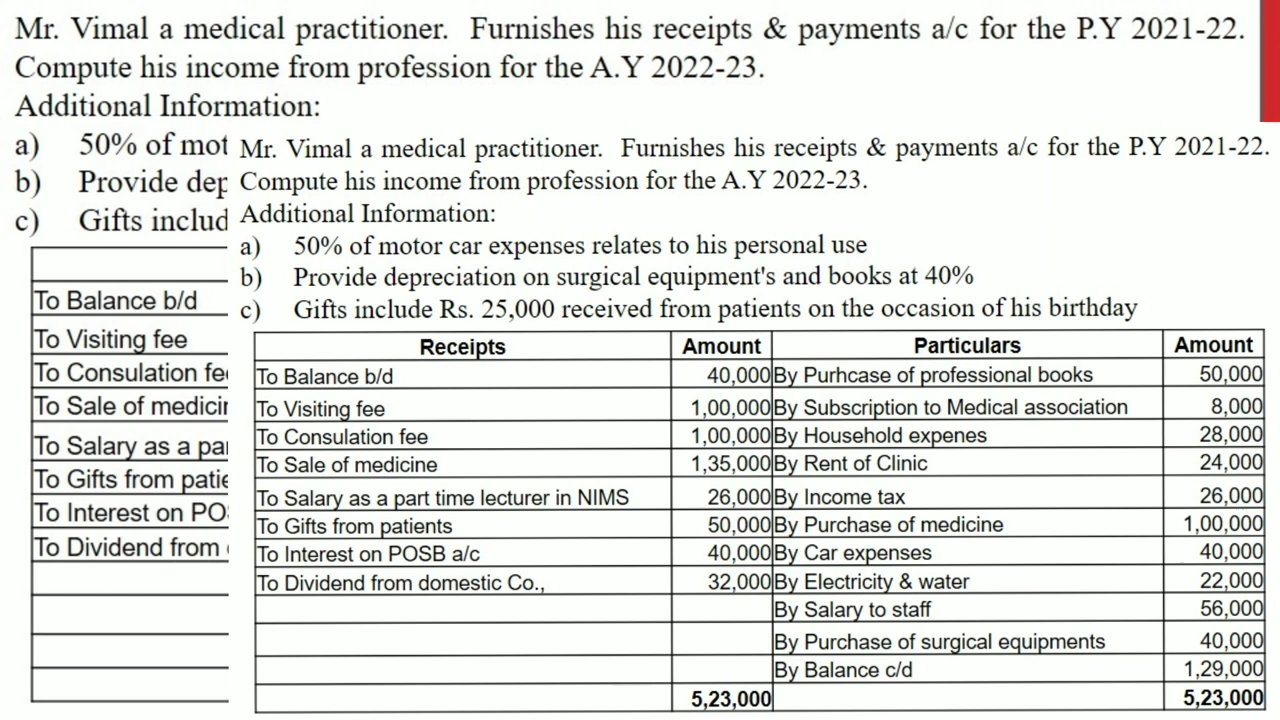 Mr. Vimal a medical practitioner. Furnishes his receipts & payments a/c for the P.Y 2021-22.
Compute his income from profession for the A.Y 2022-23.
Additional Information:
a) 50% of mot
b) Provide dep
c) Gifts includ
To Balance b/d
To Visiting fee
To Consulation fe
To Sale of medicin
To Salary as a par
To Gifts from patie
To Interest on PO
To Dividend from
Mr. Vimal a medical practitioner. Furnishes his receipts & payments a/c for the P.Y 2021-22.
Compute his income from profession for the A.Y 2022-23.
Additional Information:
a) 50% of motor car expenses relates to his personal use
b) Provide depreciation on surgical equipment's and books at 40%
c) Gifts include Rs. 25,000 received from patients on the occasion of his birthday
Receipts Amount Particulars Amount
To Balance b/d 40,000 By Purhcase of professional books 50,000
To Visiting fee 1,00,000 By Subscription to Medical association 8,000
To Consulation fee 1,00,000 By Household expenes 28,000
To Sale of medicine 1,35,000 By Rent of Clinic 24,000
To Salary as a part time lecturer in NIMS 26,000 By Income tax 26,000
To Gifts from patients 50,000 By Purchase of medicine 1,00,000
To Interest on POSB a/c 40,000 By Car expenses 40,000
To Dividend from domestic Co., 32,000 By Electricity & water 22,000
By Salary to staff 56,000
By Purchase of surgical equipments 40,000
By Balance c/d 1,29,000
5,23,000 5,23,000